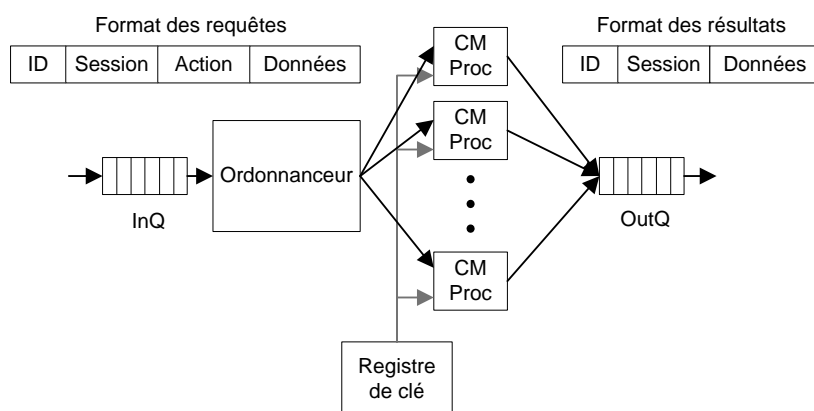 Format des requêtes
ID Session Action Données
Format des résultats
ID Session Données
CM
Proc
CM
Proc
Ordonnanceur
InQ
OutQ
CM
Proc
Registre
de clé